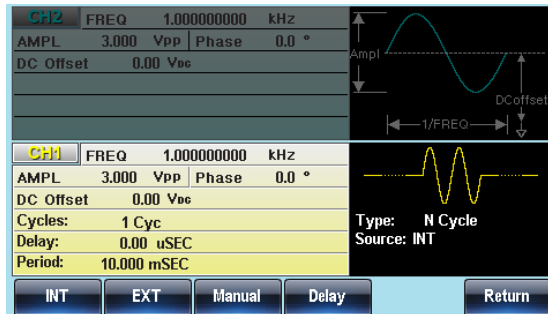 CH2 FREQ 1.000000000 kHz
AMPL 3.000 Vpp Phase 0.0 °
DC Offset 0.00 VDC
Ampl
DCoffset
1/FREQ
CH1 FREQ 1.000000000 kHz
AMPL 3.000 Vpp Phase 0.0 °
DC Offset 0.00 VDC
Cycles: 1 Cyc
Delay: 0.00 uSEC
Period: 10.000 mSEC
Type: N Cycle
Source: INT
INT EXT Manual Delay Return